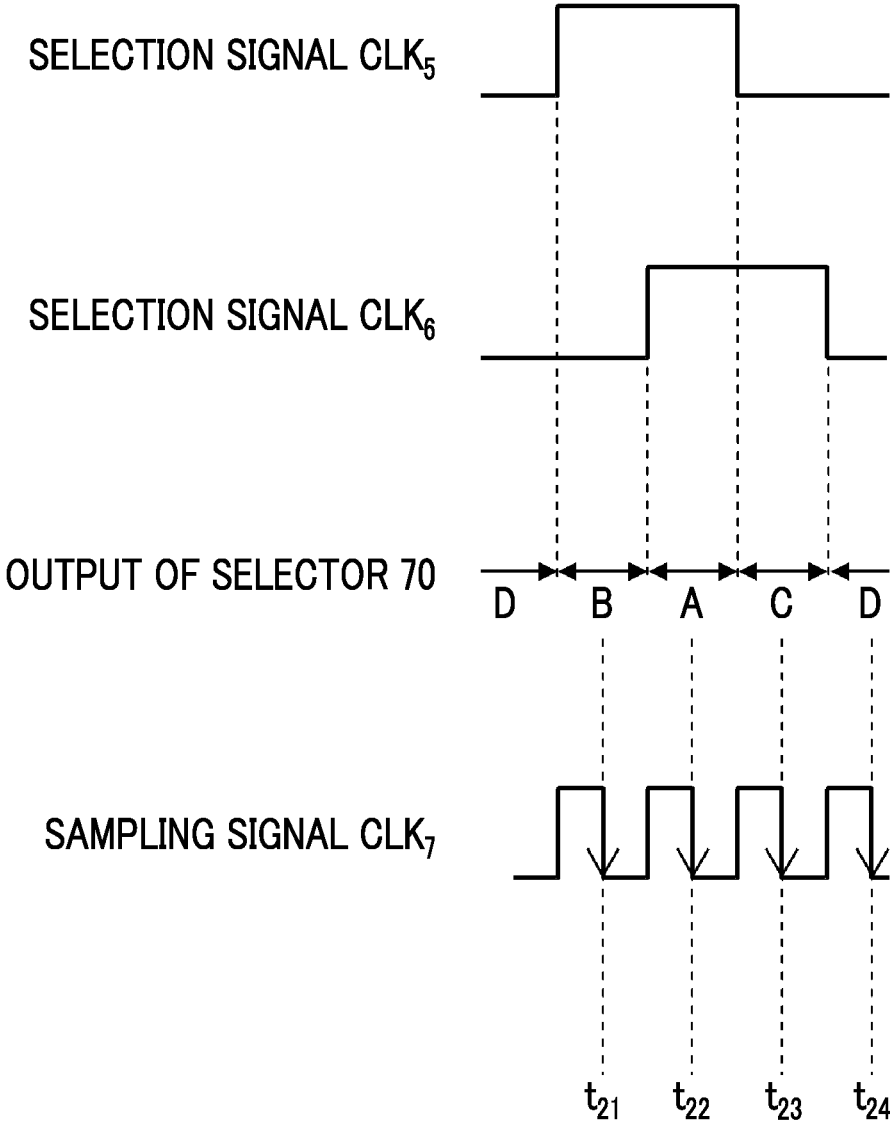 SELECTION SIGNAL CLK₅
SELECTION SIGNAL CLK₆
OUTPUT OF SELECTOR 70
D B A C D
SAMPLING SIGNAL CLK₇
t₂₁ t₂₂ t₂₃ t₂₄